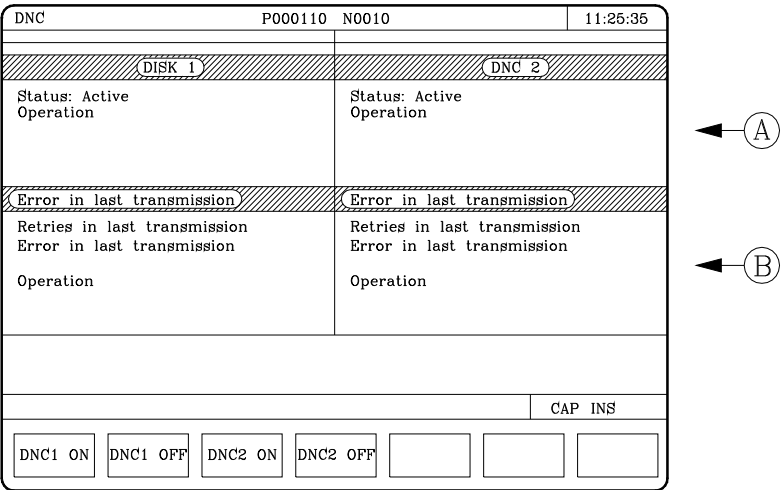 DNC P000110 N0010 11:25:35
DISK 1 DNC 2
Status: Active Status: Active
Operation Operation
A
Error in last transmission Error in last transmission
Retries in last transmission Retries in last transmission
Error in last transmission Error in last transmission
B
Operation Operation
CAP INS
DNC1 ON DNC1 OFF DNC2 ON DNC2 OFF